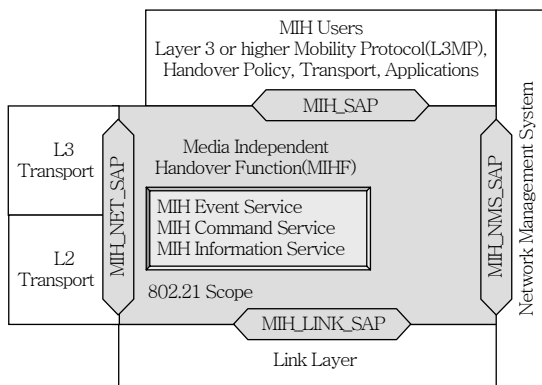 MIH Users
Layer 3 or higher Mobility Protocol(L3MP),
Handover Policy, Transport, Applications
MIH_SAP
L3
Transport
L2
Transport
MIH_NET_SAP
Media Independent
Handover Function(MIHF)
MIH Event Service
MIH Command Service
MIH Information Service
802.21 Scope
MIH_NMS_SAP
Network Management System
MIH_LINK_SAP
Link Layer